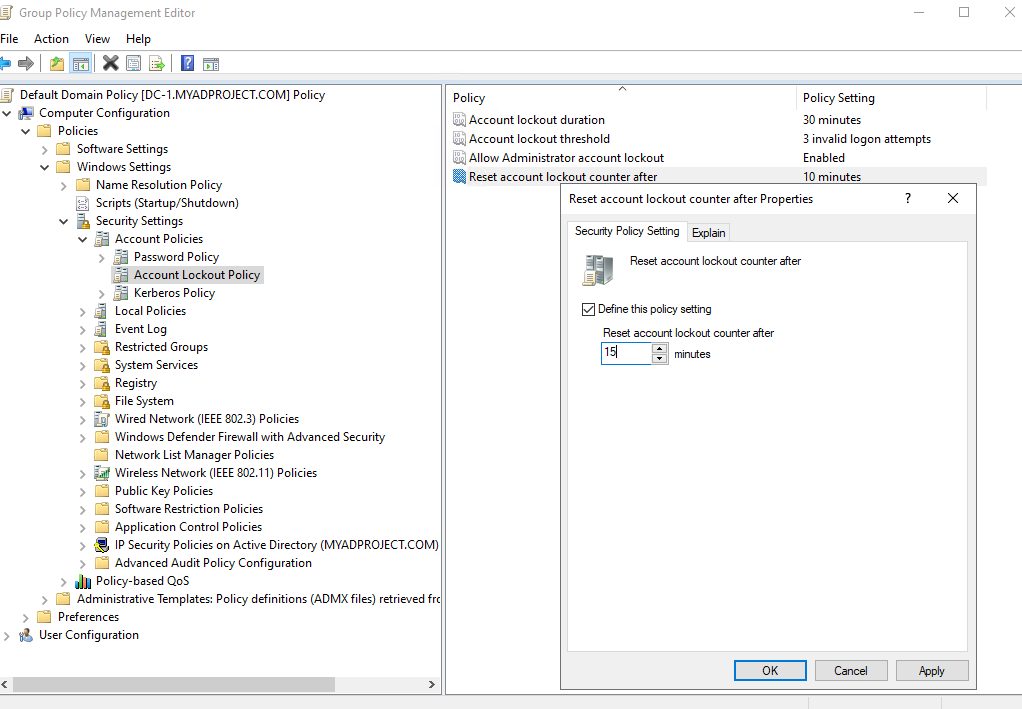 Group Policy Management Editor
File Action View Help
Default Domain Policy [DC-1.MYADPROJECT.COM] Policy
Computer Configuration
Policies
Software Settings
Windows Settings
Name Resolution Policy
Scripts (Startup/Shutdown)
Security Settings
Account Policies
Password Policy
Account Lockout Policy
Kerberos Policy
Local Policies
Event Log
Restricted Groups
System Services
Registry
File System
Wired Network (IEEE 802.3) Policies
Windows Defender Firewall with Advanced Security
Network List Manager Policies
Wireless Network (IEEE 802.11) Policies
Public Key Policies
Software Restriction Policies
Application Control Policies
IP Security Policies on Active Directory (MYADPROJECT.COM)
Advanced Audit Policy Configuration
Policy-based QoS
Administrative Templates: Policy definitions (ADMX files) retrieved frc
Preferences
User Configuration
Policy Policy Setting
Account lockout duration 30 minutes
Account lockout threshold 3 invalid logon attempts
Allow Administrator account lockout Enabled
Reset account lockout counter after 10 minutes
Reset account lockout counter after Properties ?
Security Policy Setting Explain
Reset account lockout counter after
Define this policy setting
Reset account lockout counter after
15 minutes
OK Cancel Apply